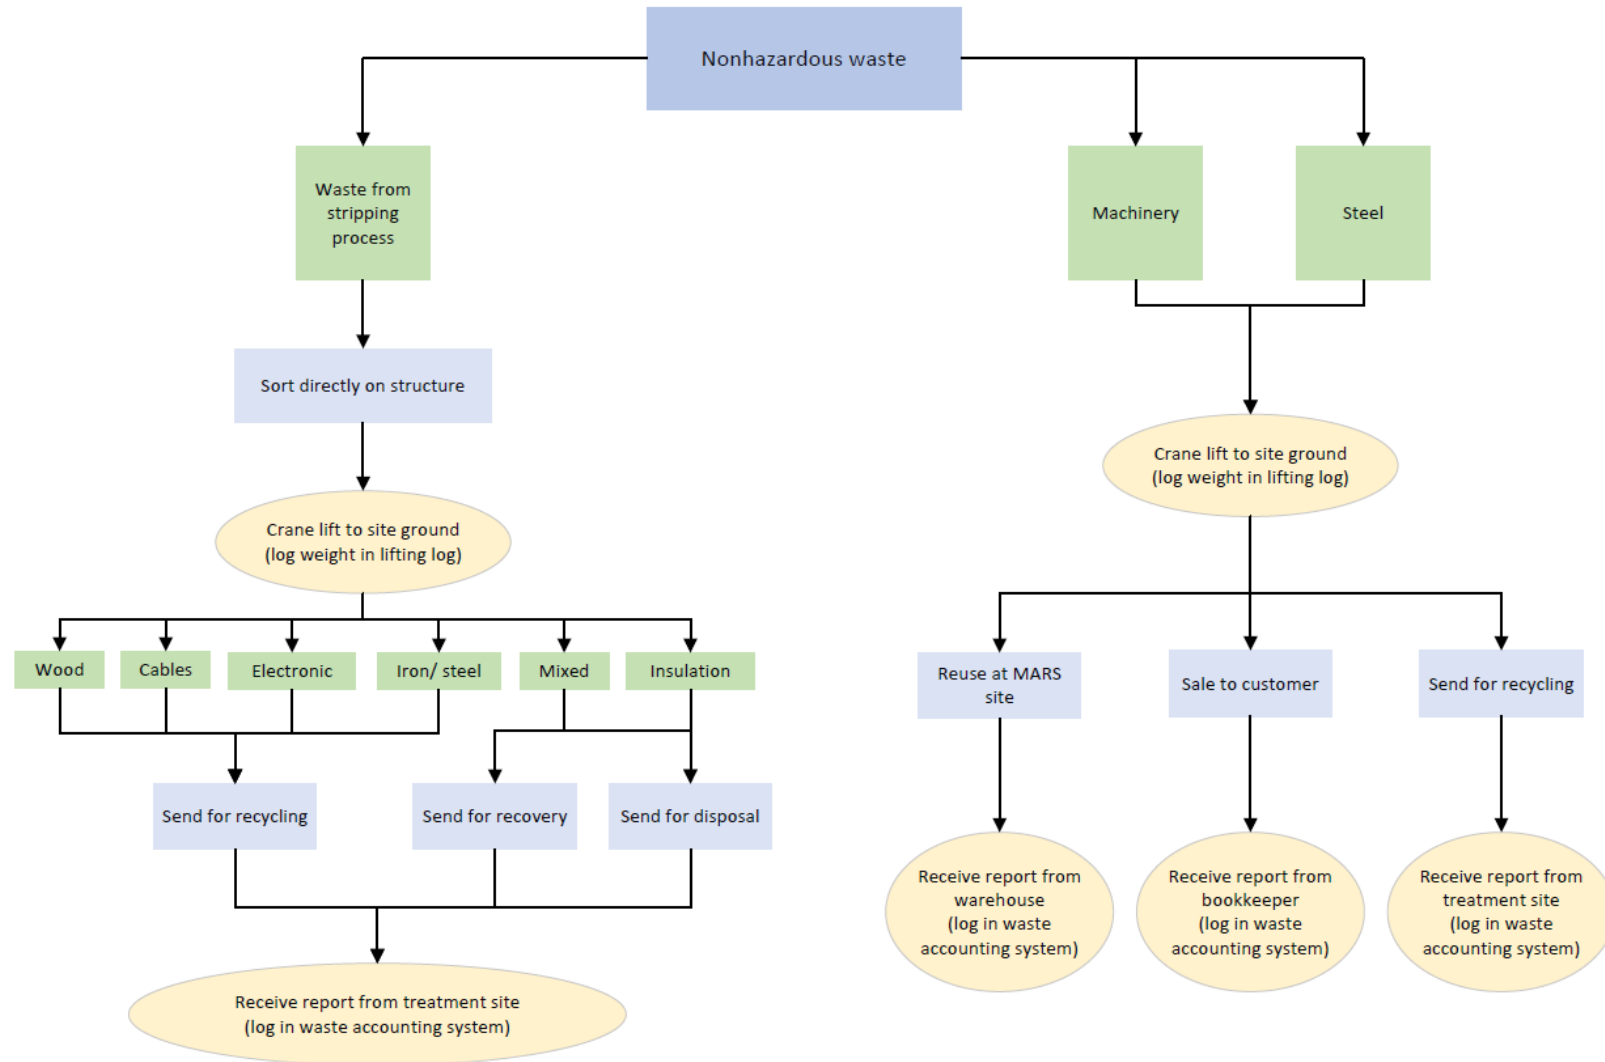 Nonhazardous waste
Waste from
stripping
process
Machinery
Steel
Sort directly on structure
Crane lift to site ground
(log weight in lifting log)
Crane lift to site ground
(log weight in lifting log)
Wood
Cables
Electronic
Iron/ steel
Mixed
Insulation
Reuse at MARS
site
Sale to customer
Send for recycling
Send for recycling
Send for recovery
Send for disposal
Receive report from
warehouse
(log in waste
accounting system)
Receive report from
bookkeeper
(log in waste
accounting system)
Receive report from
treatment site
(log in waste
accounting system)
Receive report from treatment site
(log in waste accounting system)